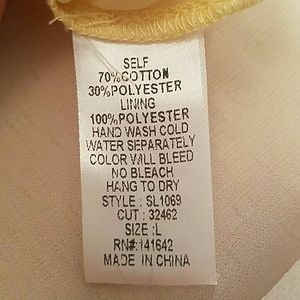 SELF
70%COTTON
30%POLYESTER
LINING
100%POLYESTER
HAND WASH COLD
WATER SEPARATELY
COLOR WILL BLEED
NO BLEACH
HANG TO DRY
STYLE : SL1069
CUT : 32462
SIZE :L
RN#:141642
MADE IN CHINA